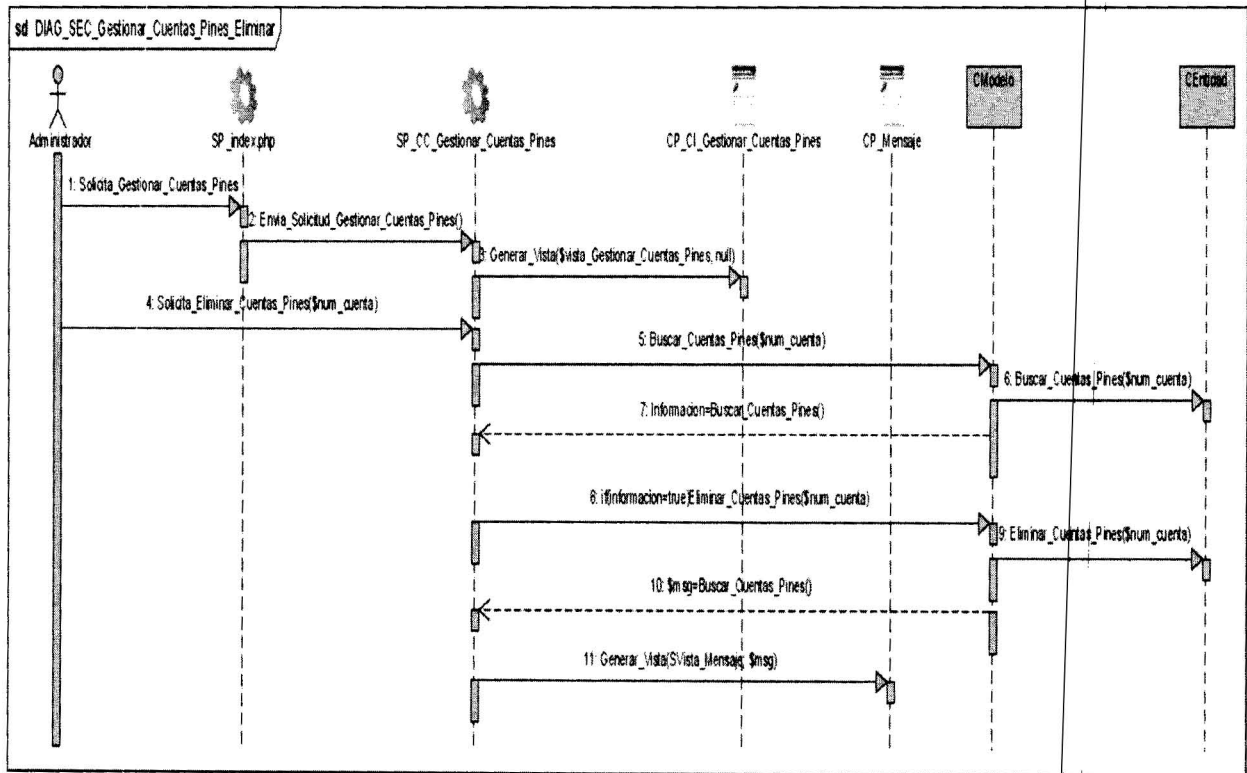 sd DIAG_SEC_Gestionar_Cuentas_Pines_Eliminar
Administrador
SP_index.php
SP_CC_Gestionar_Cuentas_Pines
CP_CI_Gestionar_Cuentas_Pines
CP_Mensaje
CModelo
CEntidad
1: Solicita_Gestionar_Cuentas_Pines
2: Envia_Solicitud_Gestionar_Cuentas_Pines()
3: Generar_Vista($vista_Gestionar_Cuentas_Pines, null)
4: Solicita_Eliminar_Cuentas_Pines($num_cuenta)
5: Buscar_Cuentas_Pines($num_cuenta)
6: Buscar_Cuentas_Pines($num_cuenta)
7: Informacion=Buscar_Cuentas_Pines()
8: if(informacion=true)Eliminar_Cuentas_Pines($num_cuenta)
9: Eliminar_Cuentas_Pines($num_cuenta)
10: $msg=Buscar_Cuentas_Pines()
11: Generar_Vista($Vista_Mensaje, $msg)